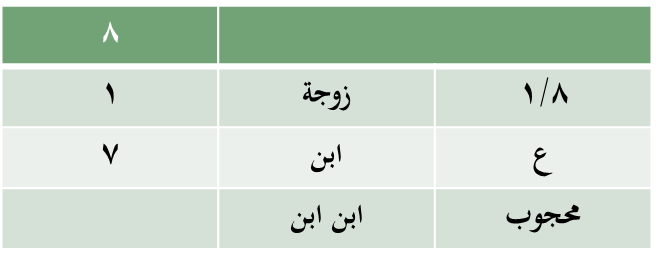 ٨
١/٨ زوجة ١
ع ابن ٧
محجوب ابن ابن